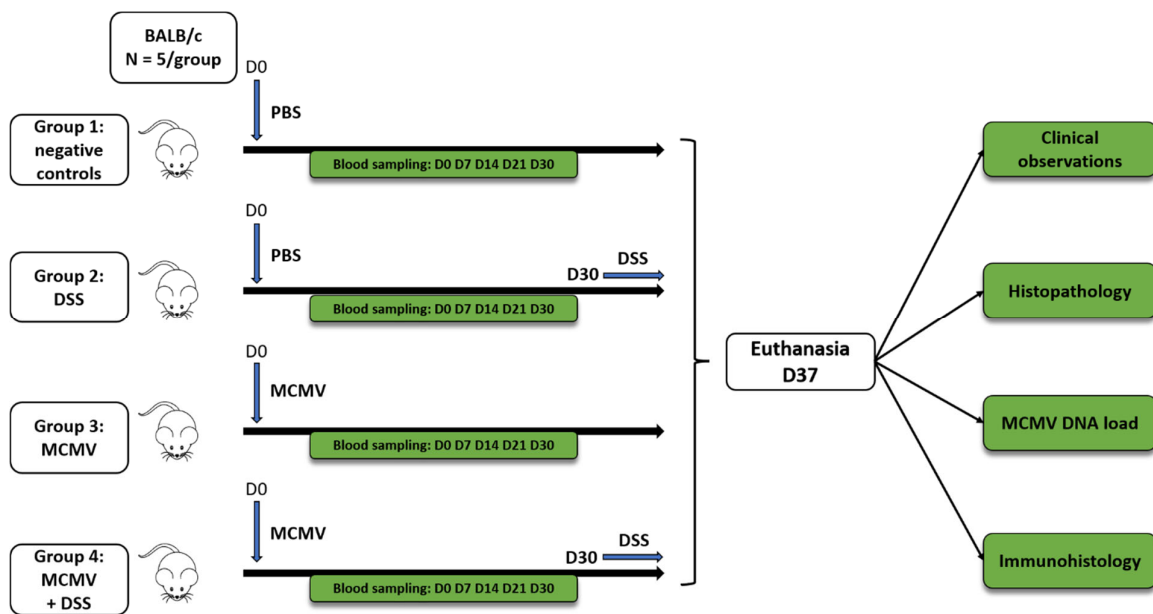 BALB/c
N = 5/group
D0
PBS
Group 1:
negative
controls
Blood sampling: D0 D7 D14 D21 D30
D0
PBS
DSS
D30
Group 2:
DSS
Blood sampling: D0 D7 D14 D21 D30
D0
MCMV
Group 3:
MCMV
Blood sampling: D0 D7 D14 D21 D30
D0
MCMV
DSS
D30
Group 4:
MCMV
+ DSS
Blood sampling: D0 D7 D14 D21 D30
Euthanasia
D37
Clinical
observations
Histopathology
MCMV DNA load
Immunohistology